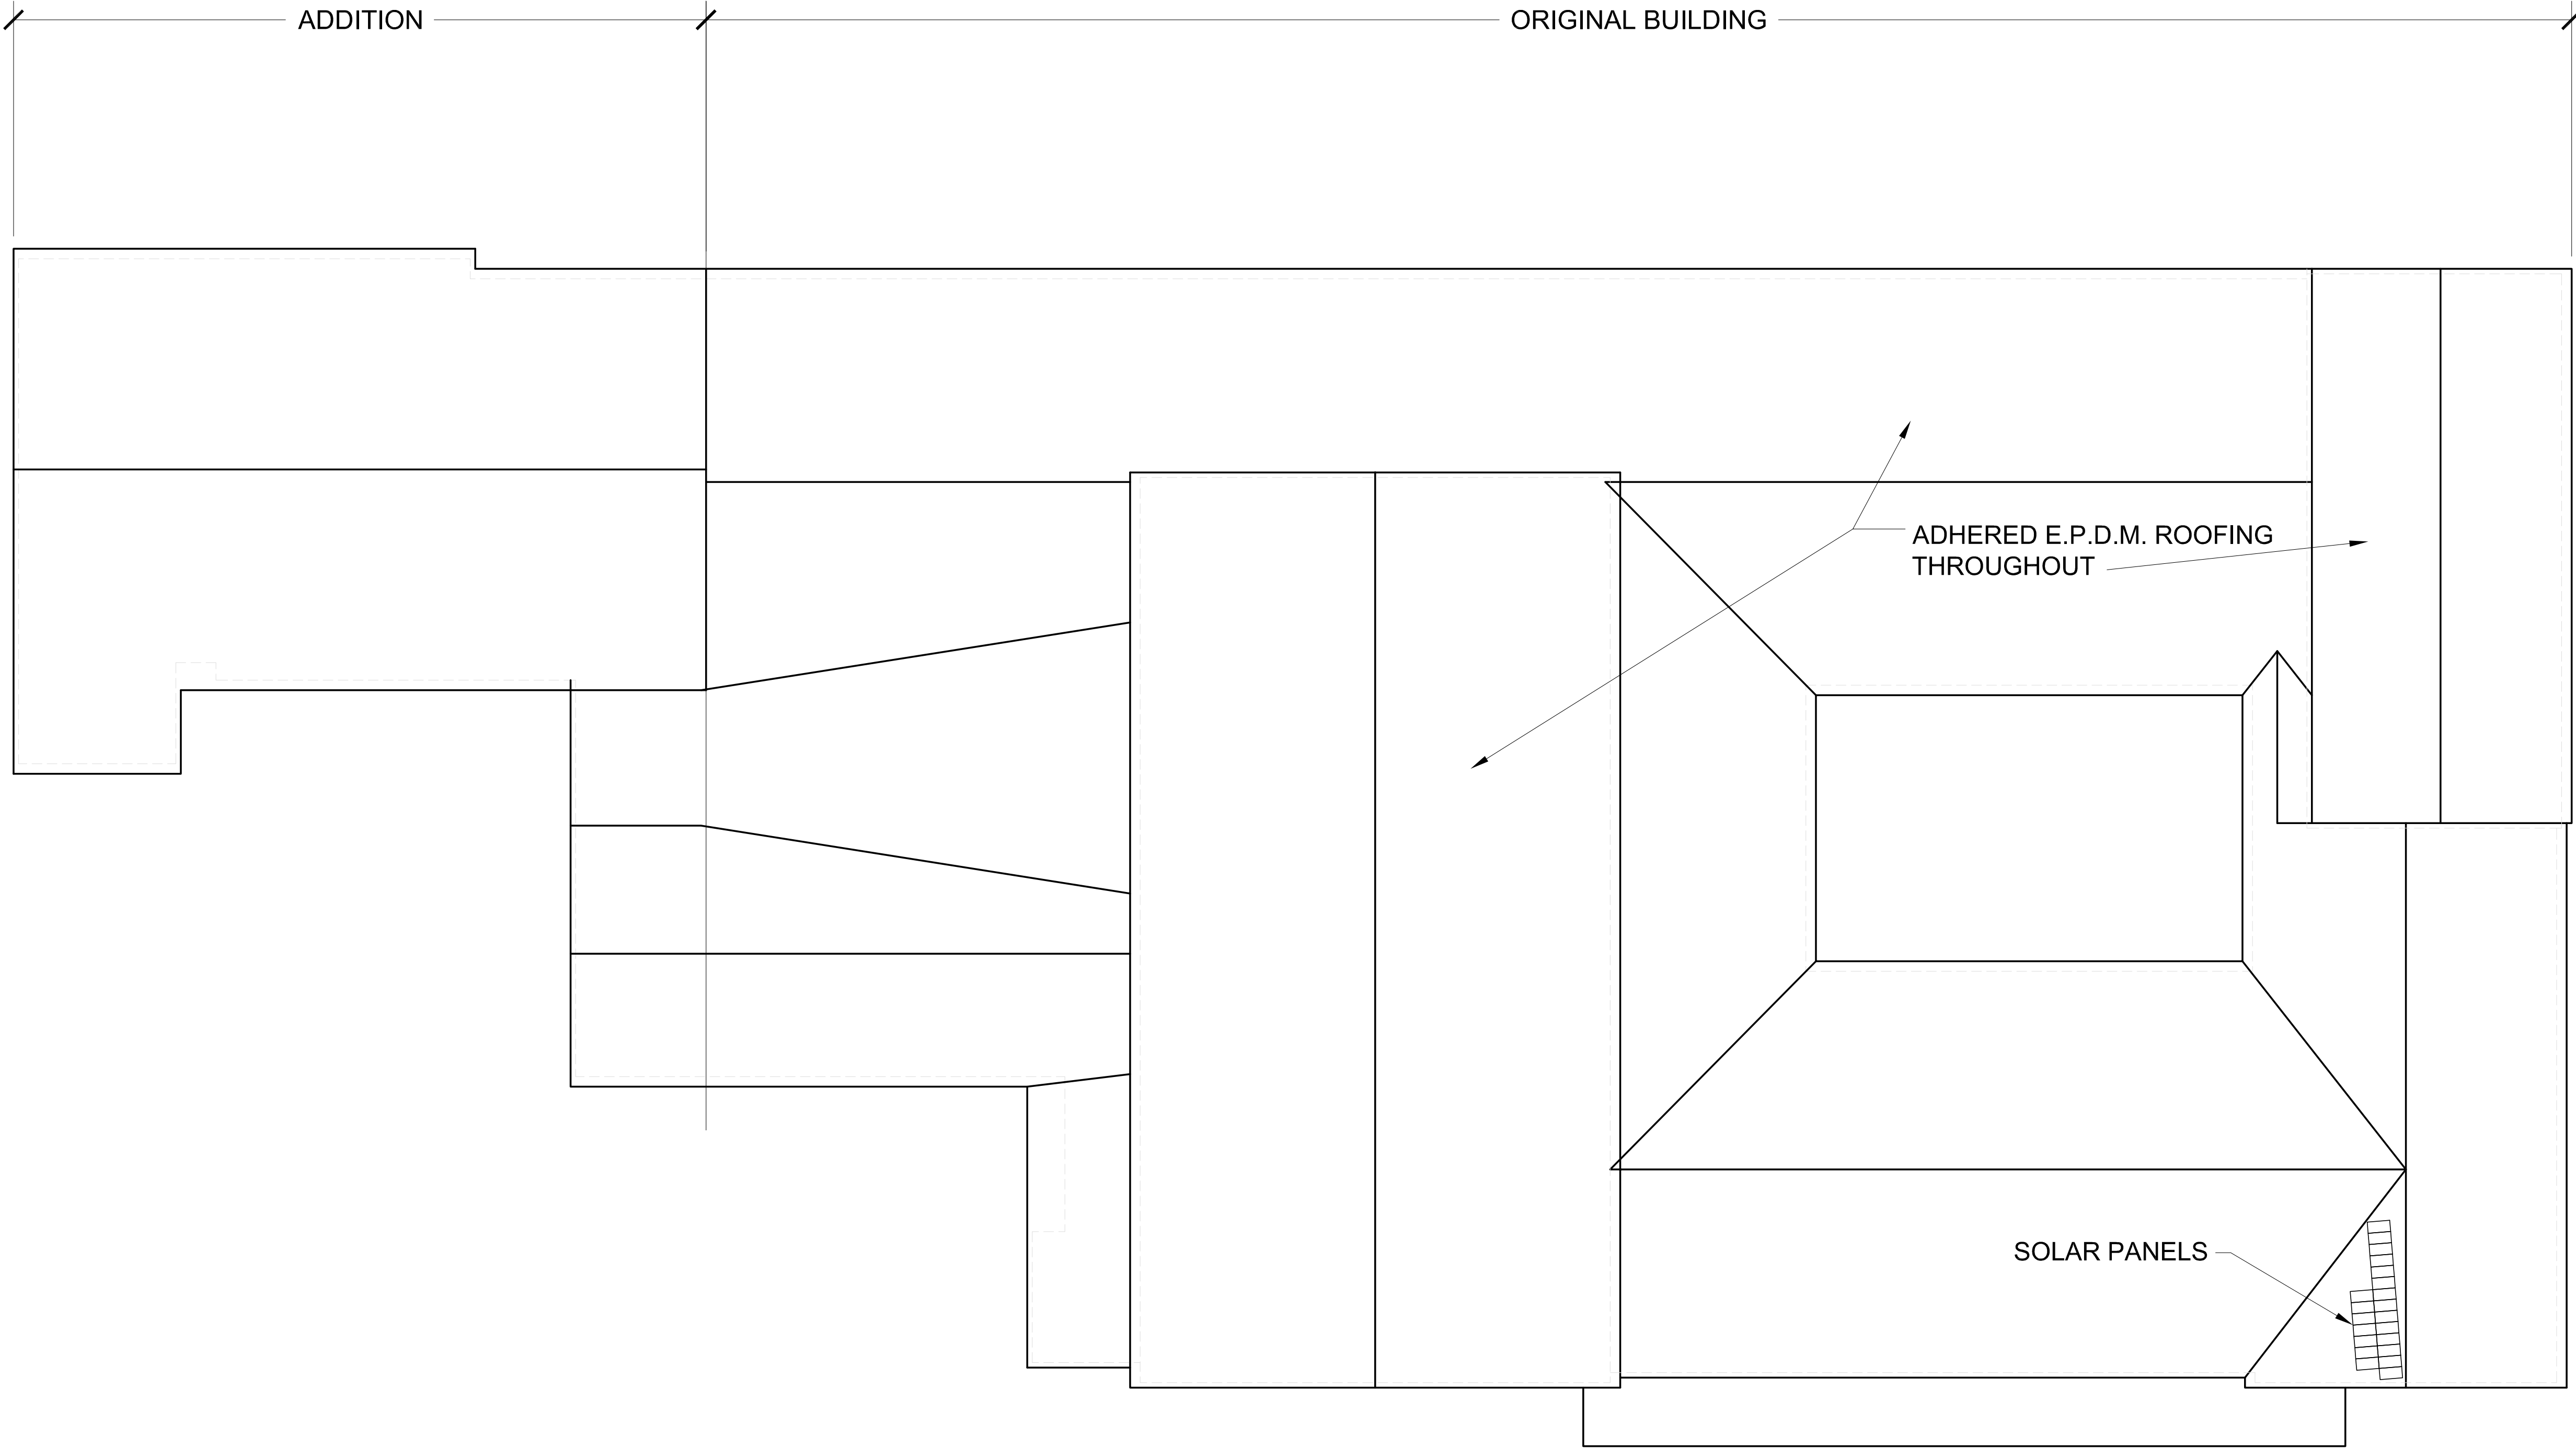 ADDITION
ORIGINAL BUILDING
ADHERED E.P.D.M. ROOFING
THROUGHOUT
SOLAR PANELS